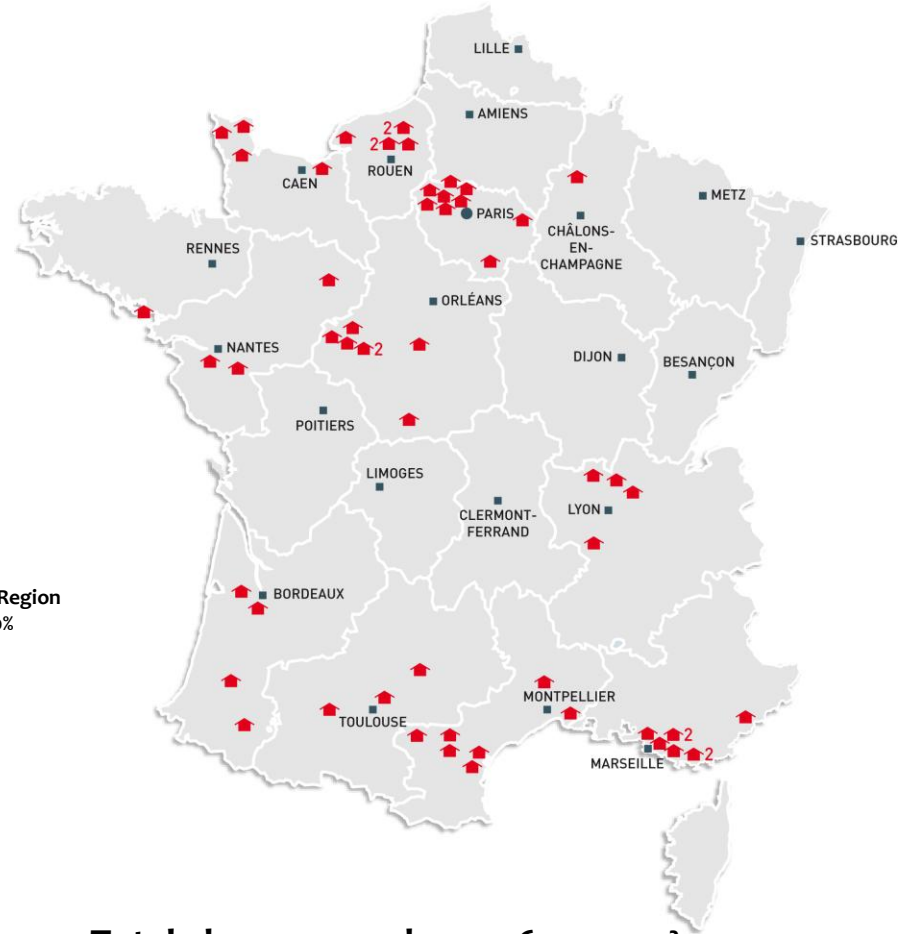 LILLE
AMIENS
2
2
ROUEN
CAEN
METZ
PARIS
CHÂLONS-
EN-
CHAMPAGNE
STRASBOURG
RENNES
ORLÉANS
NANTES
2
DIJON
BESANÇON
POITIERS
LIMOGES
LYON
CLERMONT-
FERRAND
BORDEAUX
Region
%
MONTPELLIER
TOULOUSE
2
2
MARSEILLE